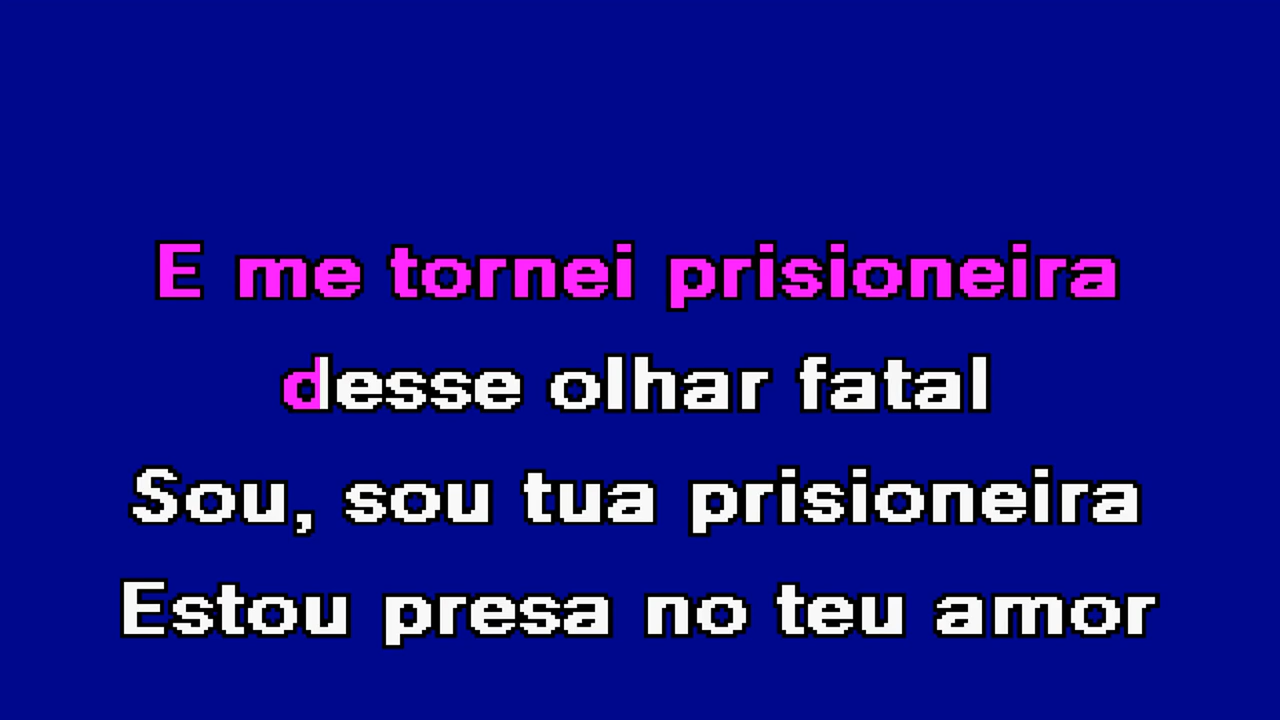 E me tornei prisioneira
desse olhar fatal
Sou, sou tua prisioneira
Estou presa no teu amor